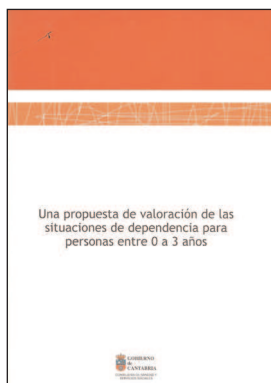 Una propuesta de valoración de las
situaciones de dependencia para
personas entre 0 a 3 años
GOBIERNO
de
CANTABRIA